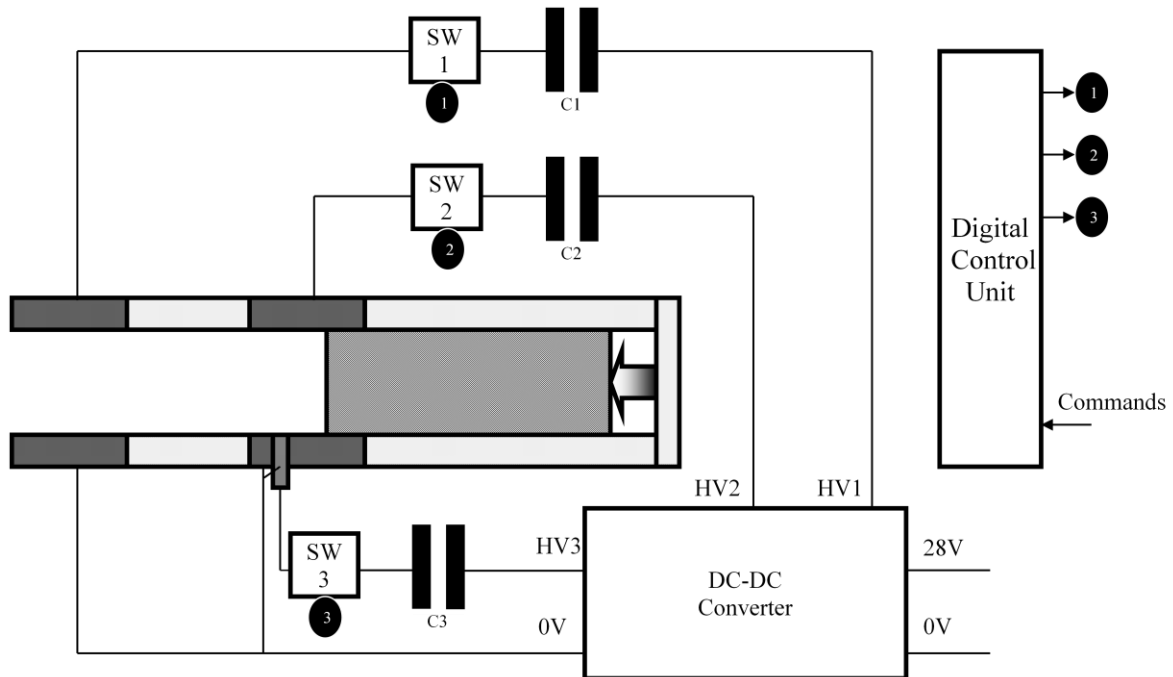 SW
1
1
C1
1
SW
2
2
C2
2
3
Digital
Control
Unit
Commands
HV2
HV1
SW
3
3
C3
HV3
0V
DC-DC
Converter
28V
0V